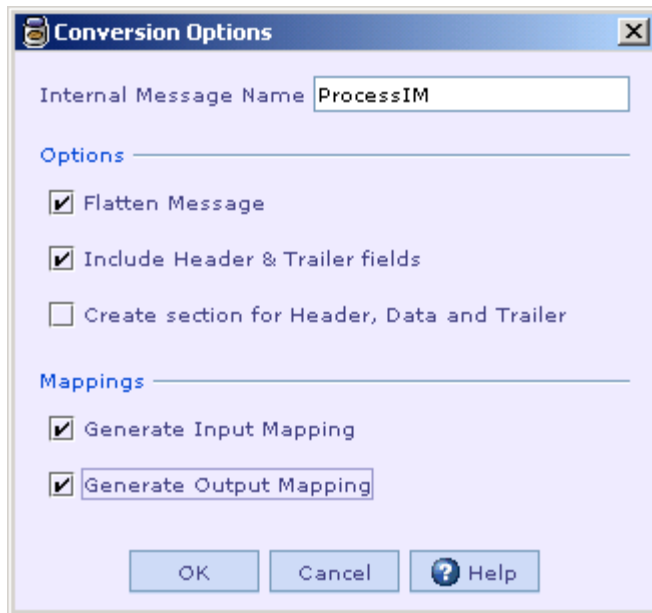 Conversion Options
Internal Message Name ProcessIM
Options
Flatten Message
Include Header & Trailer fields
Create section for Header, Data and Trailer
Mappings
Generate Input Mapping
Generate Output Mapping
OK Cancel Help